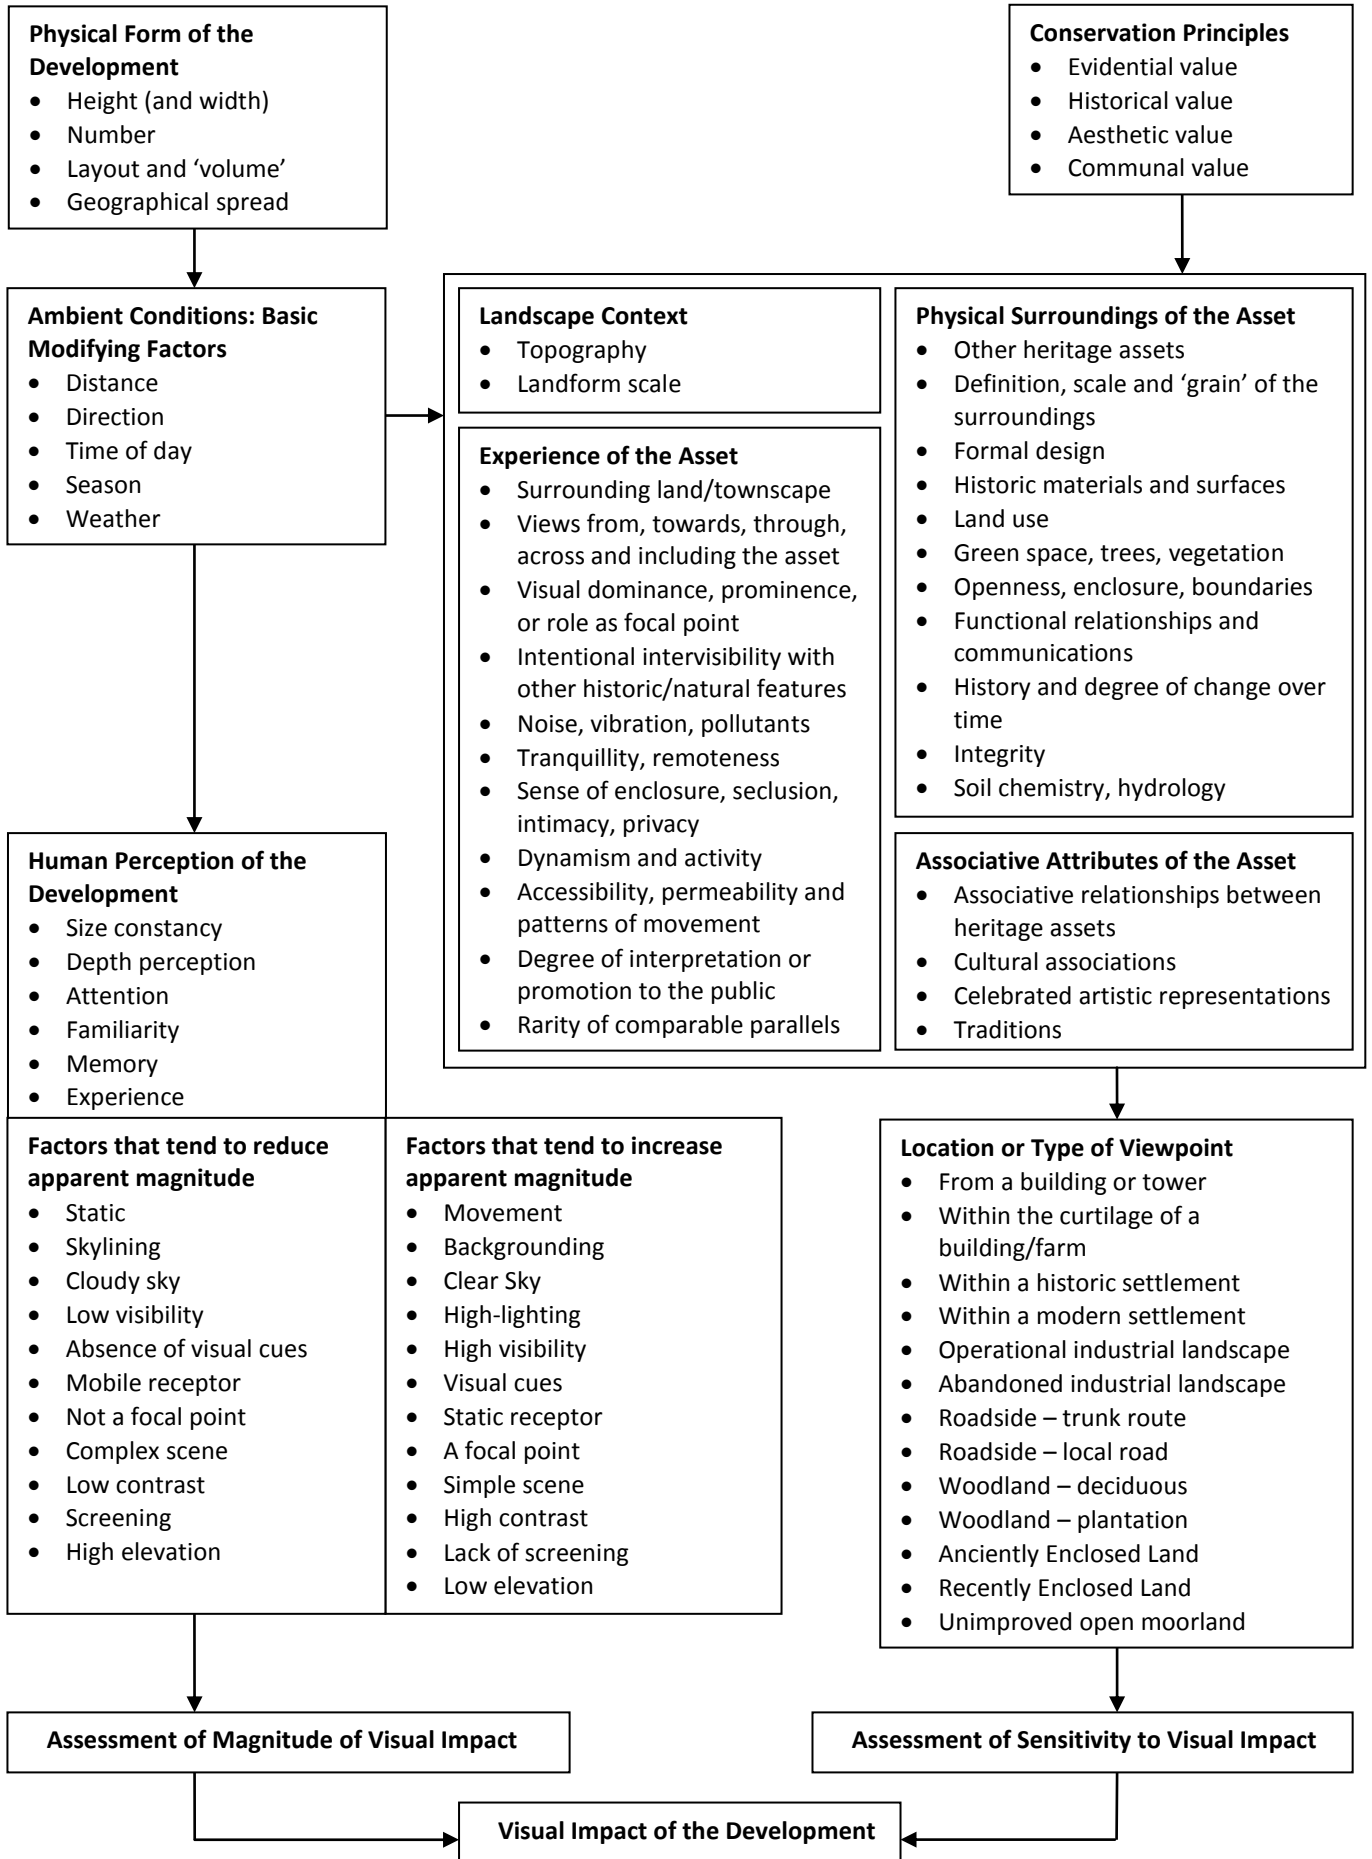 Physical Form of the
Development
• Height (and width)
• Number
• Layout and ‘volume’
• Geographical spread
Conservation Principles
• Evidential value
• Historical value
• Aesthetic value
• Communal value
Ambient Conditions: Basic
Modifying Factors
• Distance
• Direction
• Time of day
• Season
• Weather
Landscape Context
• Topography
• Landform scale
Experience of the Asset
• Surrounding land/townscape
• Views from, towards, through,
across and including the asset
• Visual dominance, prominence,
or role as focal point
• Intentional intervisibility with
other historic/natural features
• Noise, vibration, pollutants
• Tranquillity, remoteness
• Sense of enclosure, seclusion,
intimacy, privacy
• Dynamism and activity
• Accessibility, permeability and
patterns of movement
• Degree of interpretation or
promotion to the public
• Rarity of comparable parallels
Physical Surroundings of the Asset
• Other heritage assets
• Definition, scale and ‘grain’ of the
surroundings
• Formal design
• Historic materials and surfaces
• Land use
• Green space, trees, vegetation
• Openness, enclosure, boundaries
• Functional relationships and
communications
• History and degree of change over
time
• Integrity
• Soil chemistry, hydrology
Associative Attributes of the Asset
• Associative relationships between
heritage assets
• Cultural associations
• Celebrated artistic representations
• Traditions
Human Perception of the
Development
• Size constancy
• Depth perception
• Attention
• Familiarity
• Memory
• Experience
Factors that tend to reduce
apparent magnitude
• Static
• Skylining
• Cloudy sky
• Low visibility
• Absence of visual cues
• Mobile receptor
• Not a focal point
• Complex scene
• Low contrast
• Screening
• High elevation
Factors that tend to increase
apparent magnitude
• Movement
• Backgrounding
• Clear Sky
• High-lighting
• High visibility
• Visual cues
• Static receptor
• A focal point
• Simple scene
• High contrast
• Lack of screening
• Low elevation
Location or Type of Viewpoint
• From a building or tower
• Within the curtilage of a
building/farm
• Within a historic settlement
• Within a modern settlement
• Operational industrial landscape
• Abandoned industrial landscape
• Roadside – trunk route
• Roadside – local road
• Woodland – deciduous
• Woodland – plantation
• Anciently Enclosed Land
• Recently Enclosed Land
• Unimproved open moorland
Assessment of Magnitude of Visual Impact
Assessment of Sensitivity to Visual Impact
Visual Impact of the Development